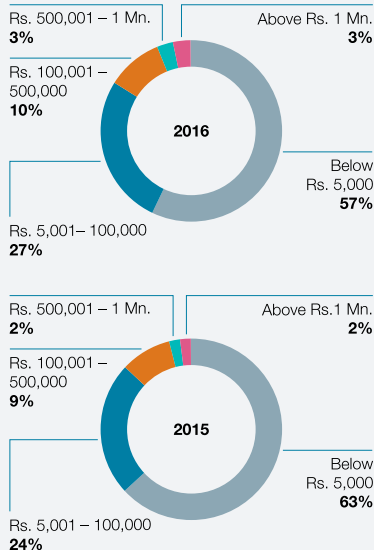 Rs. 500,001 – 1 Mn.
3%
Above Rs. 1 Mn.
3%
Rs. 100,001 –
500,000
10%
2016
Below
Rs. 5,000
57%
Rs. 5,001– 100,000
27%
Rs. 500,001 – 1 Mn.
2%
Above Rs.1 Mn.
2%
Rs. 100,001 –
500,000
9%
2015
Below
Rs. 5,000
63%
Rs. 5,001 – 100,000
24%